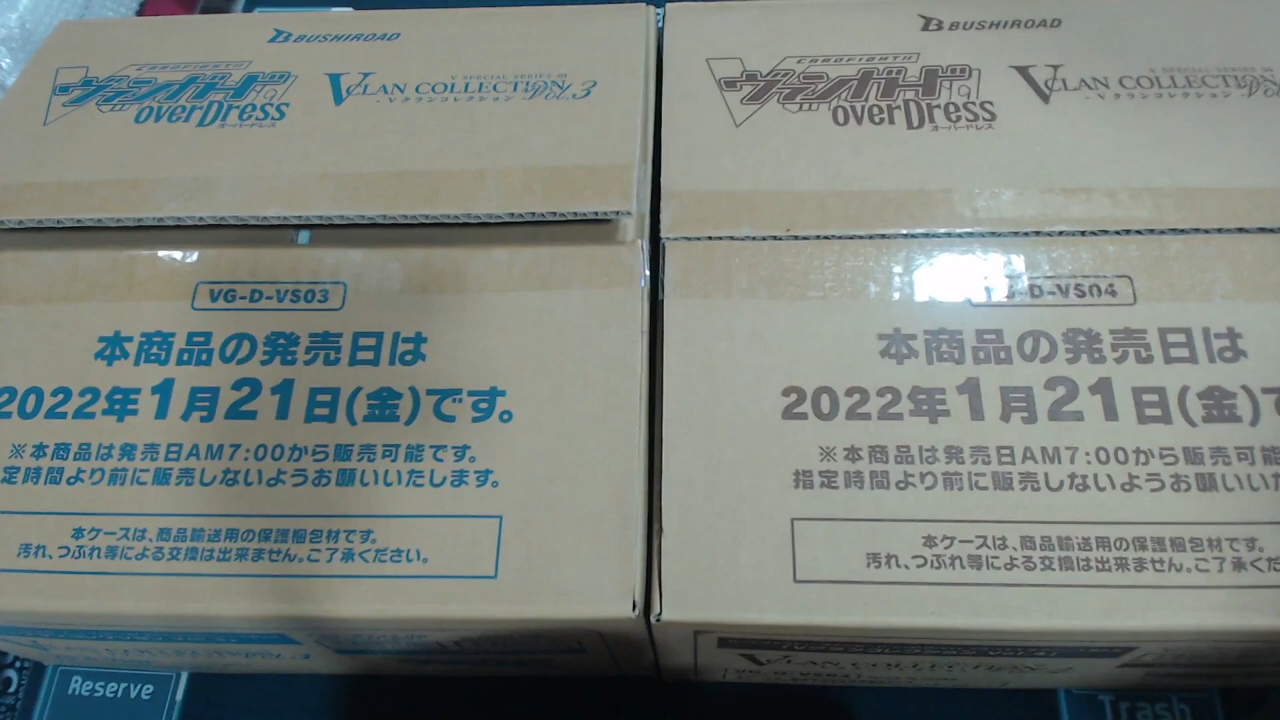 BUSHIROAD
CARDFIGHT!!
ヴァンガード
overDress
オーバードレス
V SPECIAL SERIES 03
V CLAN COLLECTION Vol.3
-Vクランコレクション-
VG-D-VS03
本商品の発売日は
2022年1月21日(金)です。
※本商品は発売日AM7:00から販売可能です。
定時間より前に販売しないようお願いいたします。
本ケースは、商品輸送用の保護梱包材です。
汚れ、つぶれ等による交換は出来ません。ご了承ください。
BUSHIROAD
CARDFIGHT!!
ヴァンガード
overDress
オーバードレス
V SPECIAL SERIES 04
V CLAN COLLECTION
-Vクランコレクション-
-D-VS04
本商品の発売日は
2022年1月21日(金)で
※本商品は発売日AM7:00から販売可能
指定時間より前に販売しないようお願いいた
本ケースは、商品輸送用の保護梱包材です。
汚れ、つぶれ等による交換は出来ません。ご了承くだ
V CLAN COLLECTION
Reserve
Trash